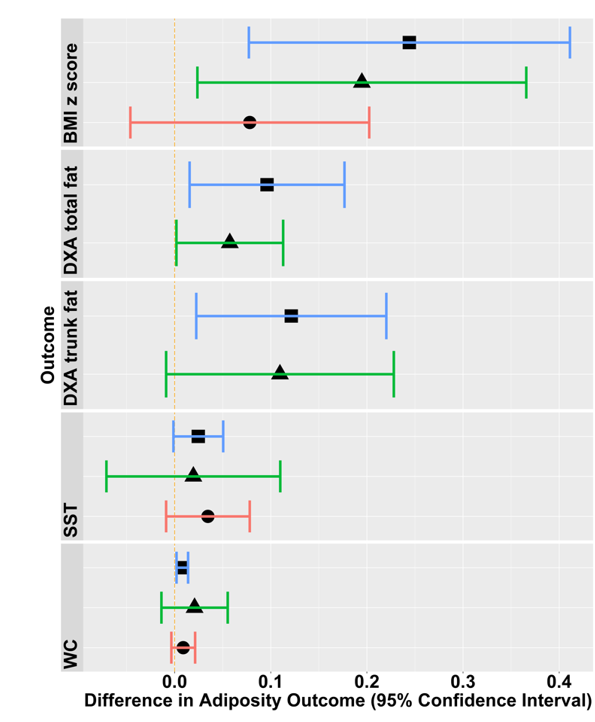 Outcome
BMI z score
DXA total fat
DXA trunk fat
SST
WC
0.0 0.1 0.2 0.3 0.4
Difference in Adiposity Outcome (95% Confidence Interval)